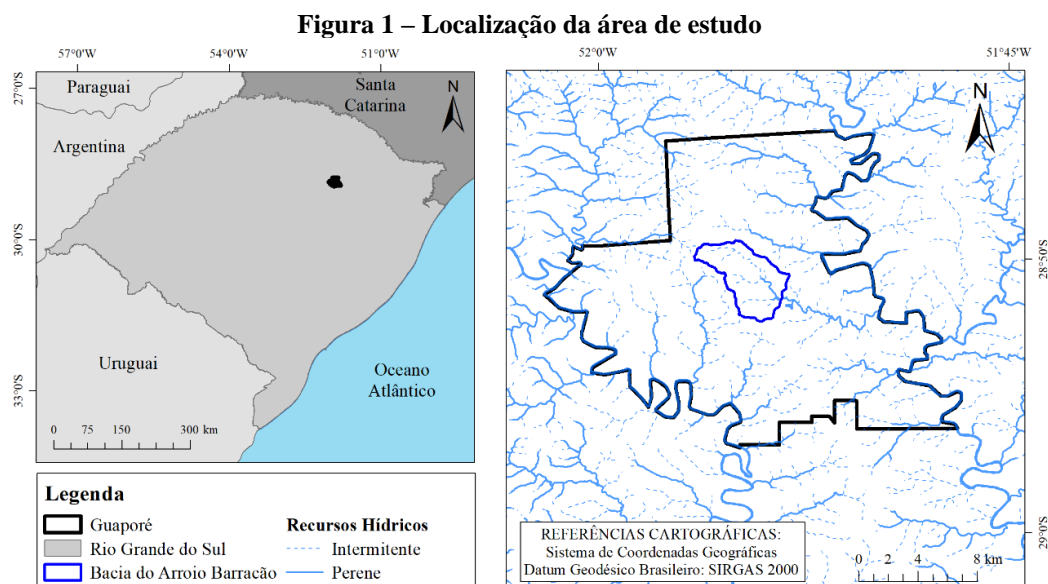 Figura 1 – Localização da área de estudo
57°0'W
54°0'W
51°0'W
27°0'S
30°0'S
33°0'S
Paraguai
Santa
Catarina
N
Argentina
Uruguai
Oceano
Atlântico
0 75 150 300 km
Legenda
Guaporé
Rio Grande do Sul
Bacia do Arroio Barracão
Recursos Hídricos
Intermitente
Perene
52°0'W
51°45'W
N
28°50'S
29°0'S
REFERÊNCIAS CARTOGRÁFICAS:
Sistema de Coordenadas Geográficas
Datum Geodésico Brasileiro: SIRGAS 2000
0 2 4 8 km